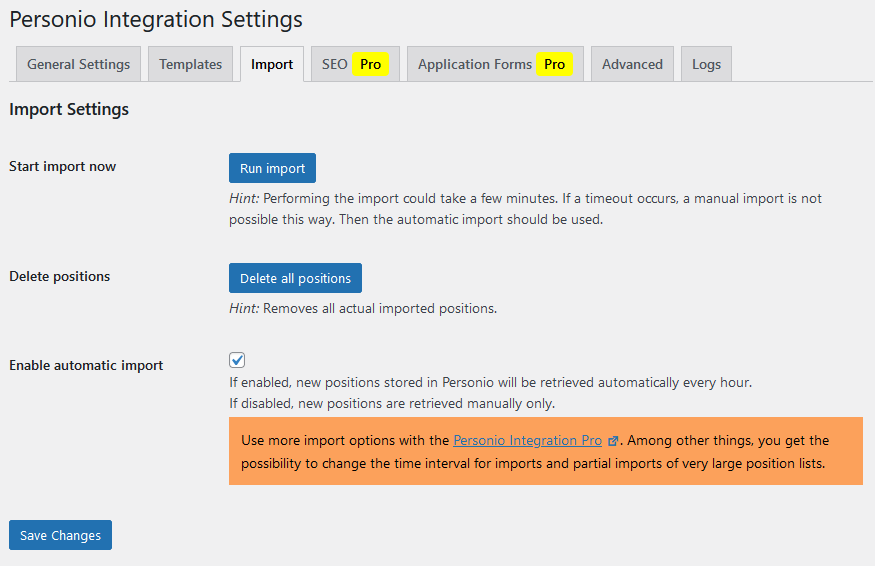 Personio Integration Settings
General Settings
Templates
Import
SEO Pro
Application Forms Pro
Advanced
Logs
Import Settings
Start import now
Run import
Hint: Performing the import could take a few minutes. If a timeout occurs, a manual import is not
possible this way. Then the automatic import should be used.
Delete positions
Delete all positions
Hint: Removes all actual imported positions.
Enable automatic import
If enabled, new positions stored in Personio will be retrieved automatically every hour.
If disabled, new positions are retrieved manually only.
Use more import options with the Personio Integration Pro. Among other things, you get the
possibility to change the time interval for imports and partial imports of very large position lists.
Save Changes